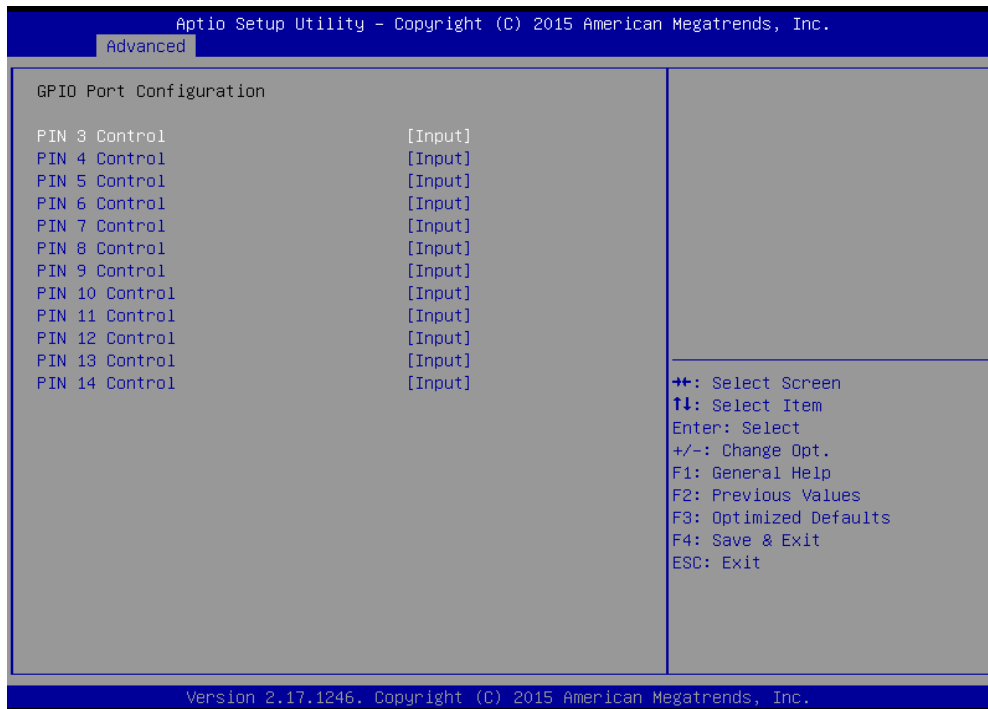 Aptio Setup Utility – Copyright (C) 2015 American Megatrends, Inc.
Advanced
GPIO Port Configuration
PIN 3 Control [Input]
PIN 4 Control [Input]
PIN 5 Control [Input]
PIN 6 Control [Input]
PIN 7 Control [Input]
PIN 8 Control [Input]
PIN 9 Control [Input]
PIN 10 Control [Input]
PIN 11 Control [Input]
PIN 12 Control [Input]
PIN 13 Control [Input]
PIN 14 Control [Input]
→←: Select Screen
↑↓: Select Item
Enter: Select
+/-: Change Opt.
F1: General Help
F2: Previous Values
F3: Optimized Defaults
F4: Save & Exit
ESC: Exit
Version 2.17.1246. Copyright (C) 2015 American Megatrends, Inc.